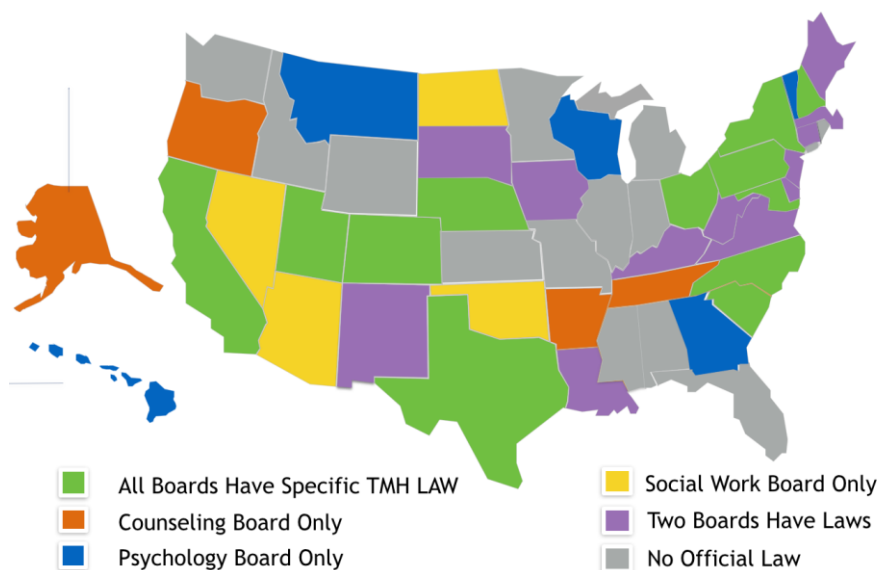 All Boards Have Specific TMH LAW
Counseling Board Only
Psychology Board Only
Social Work Board Only
Two Boards Have Laws
No Official Law